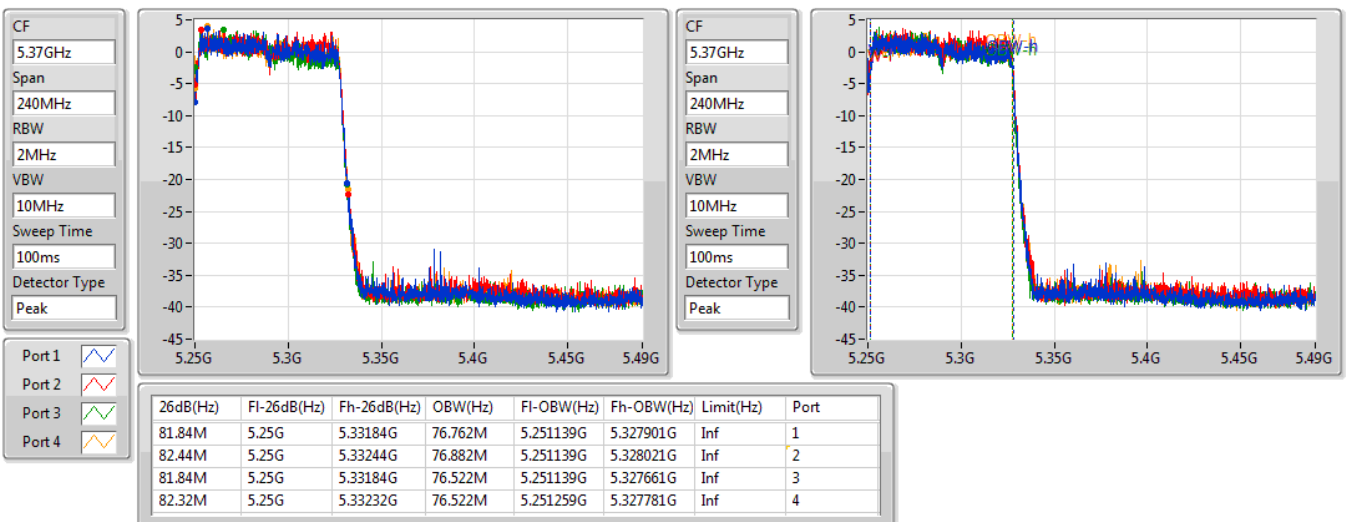 CF
5.37GHz
Span
240MHz
RBW
2MHz
VBW
10MHz
Sweep Time
100ms
Detector Type
Peak
5
0
-5
-10
-15
-20
-25
-30
-35
-40
-45
5.25G 5.3G 5.35G 5.4G 5.45G 5.49G
CF
5.37GHz
Span
240MHz
RBW
2MHz
VBW
10MHz
Sweep Time
100ms
Detector Type
Peak
5
0
-5
-10
-15
-20
-25
-30
-35
-40
-45
OBW-h
5.25G 5.3G 5.35G 5.4G 5.45G 5.49G
Port 1
Port 2
Port 3
Port 4
26dB(Hz) Fl-26dB(Hz) Fh-26dB(Hz) OBW(Hz) Fl-OBW(Hz) Fh-OBW(Hz) Limit(Hz) Port
81.84M 5.25G 5.33184G 76.762M 5.251139G 5.327901G Inf 1
82.44M 5.25G 5.33244G 76.882M 5.251139G 5.328021G Inf 2
81.84M 5.25G 5.33184G 76.522M 5.251139G 5.327661G Inf 3
82.32M 5.25G 5.33232G 76.522M 5.251259G 5.327781G Inf 4